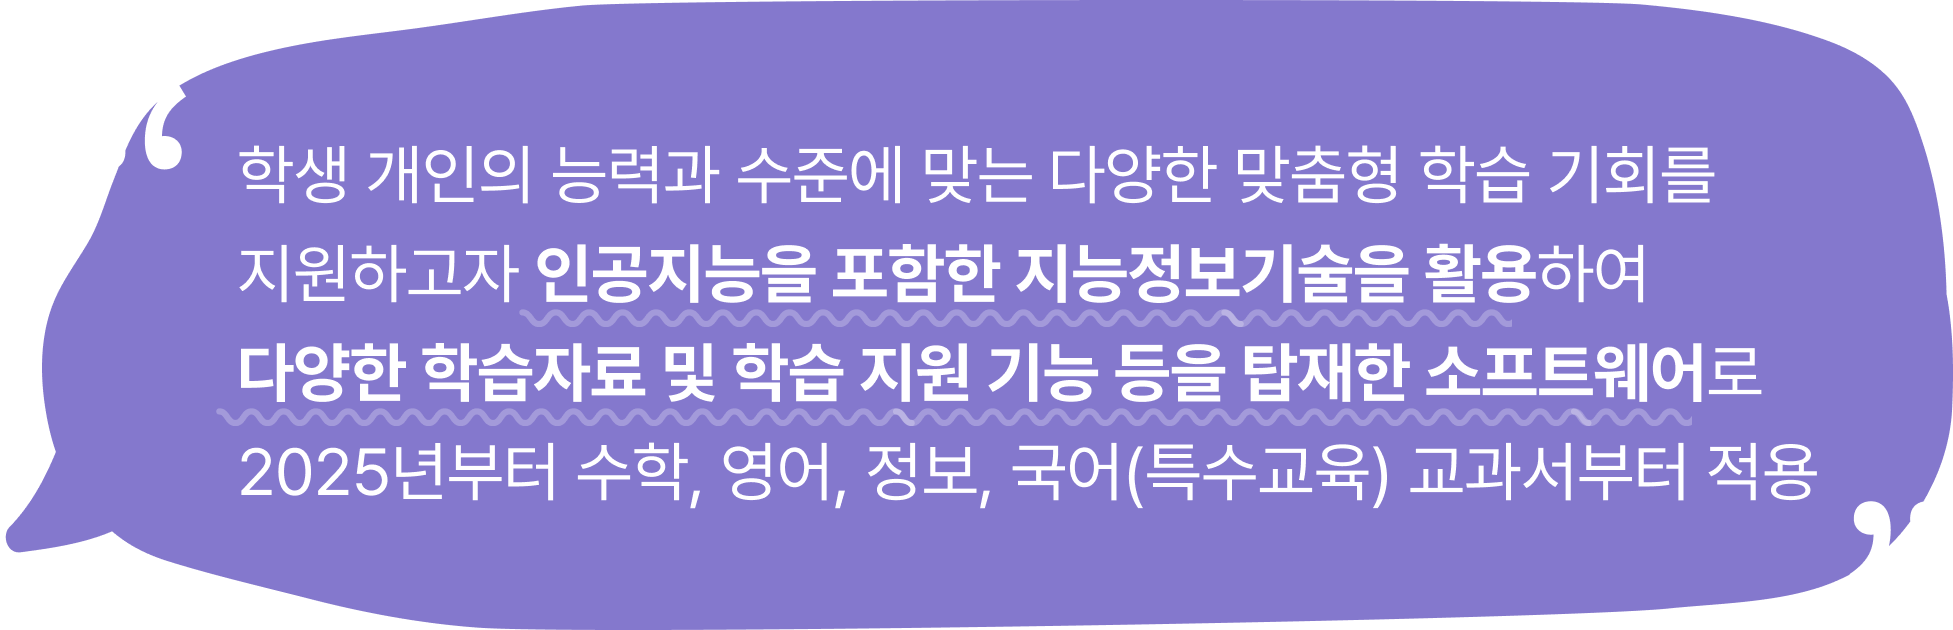 학생 개인의 능력과 수준에 맞는 다양한 맞춤형 학습 기회를
지원하고자 인공지능을 포함한 지능정보기술을 활용하여
다양한 학습자료 및 학습 지원 기능 등을 탑재한 소프트웨어로
2025년부터 수학, 영어, 정보, 국어(특수교육) 교과서부터 적용